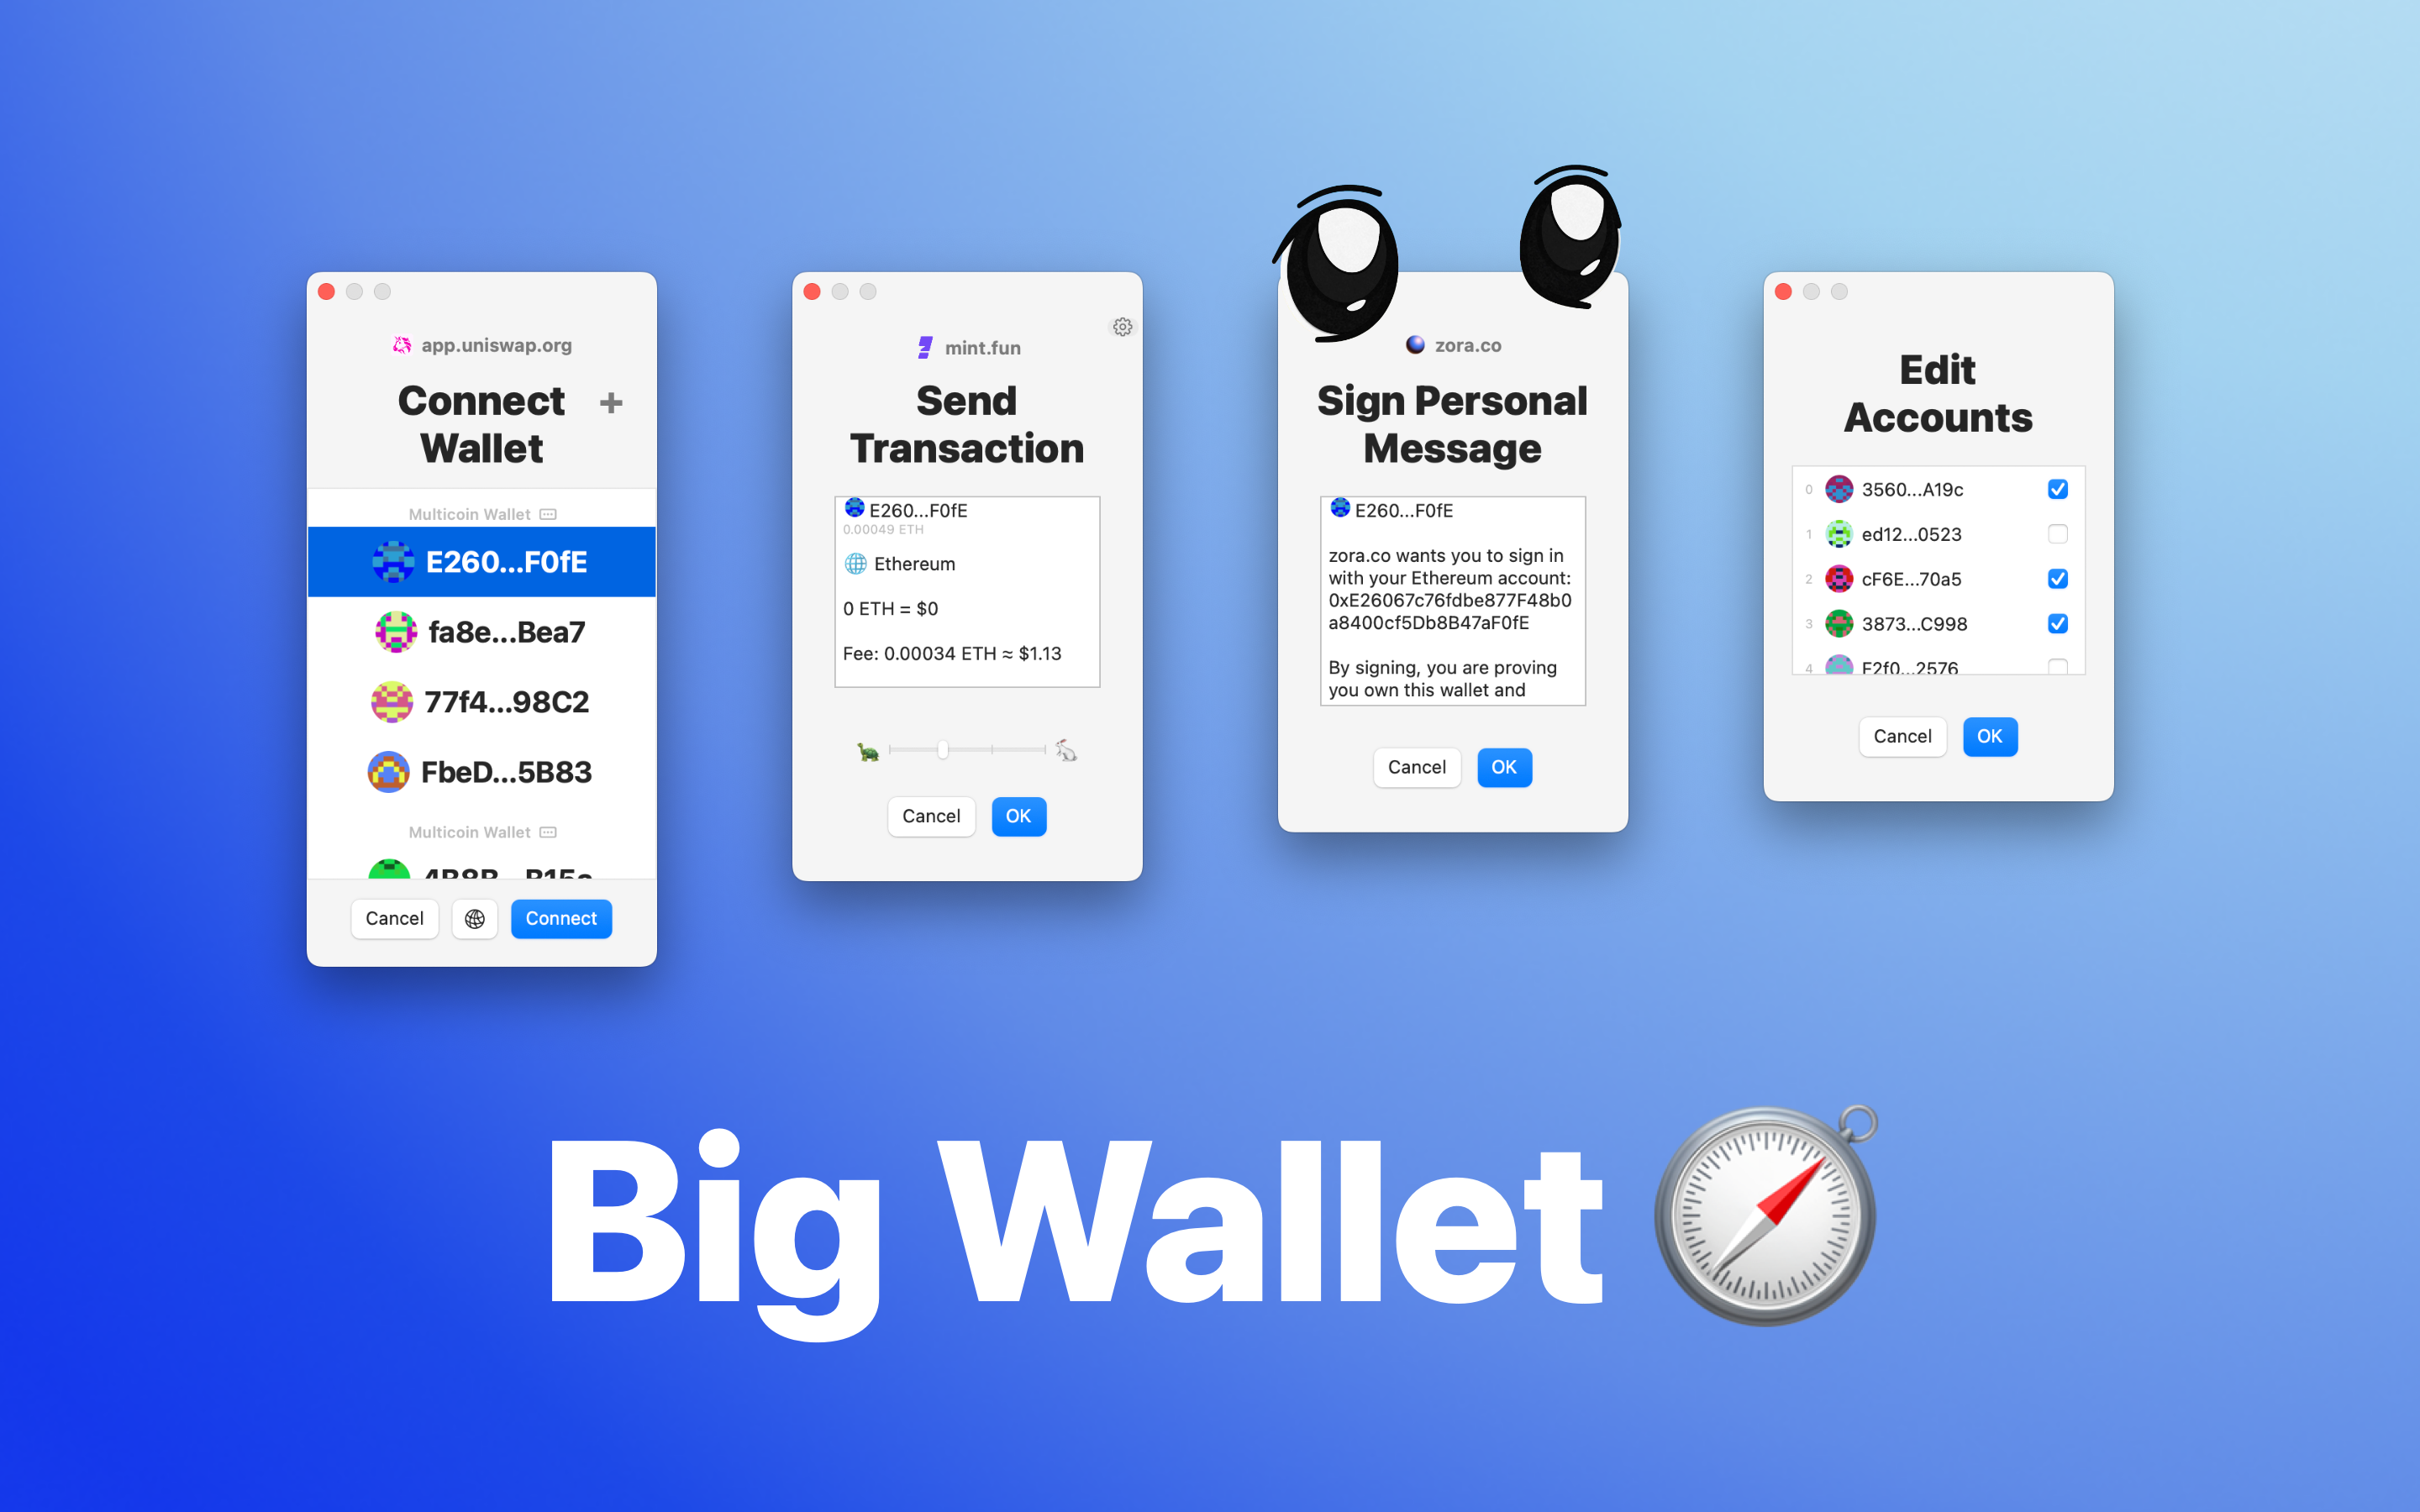 app.uniswap.org
Connect +
Wallet
Multicoin Wallet
E260...F0fE
fa8e...Bea7
77f4...98C2
FbeD...5B83
Multicoin Wallet
Cancel
Connect
mint.fun
Send
Transaction
E260...F0fE
0.00049 ETH
Ethereum
0 ETH = $0
Fee: 0.00034 ETH ≈ $1.13
Cancel
OK
zora.co
Sign Personal
Message
E260...F0fE
zora.co wants you to sign in
with your Ethereum account:
0xE26067c76fdbe877F48b0
a8400cf5Db8B47aF0fE
By signing, you are proving
you own this wallet and
Cancel
OK
Edit
Accounts
0 3560...A19c
1 ed12...0523
2 cF6E...70a5
3 3873...C998
4 F2f0...2576
Cancel
OK
Big Wallet